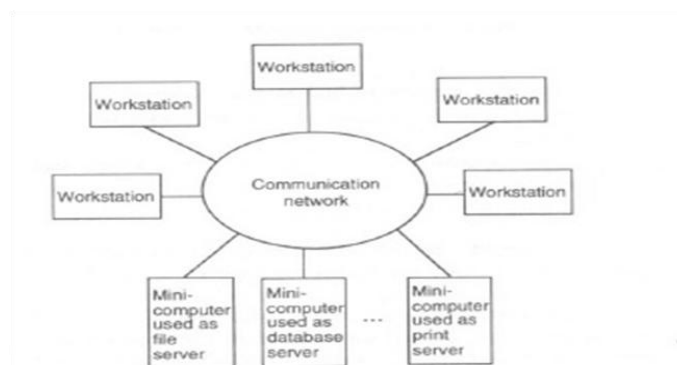 Workstation
Workstation
Workstation
Workstation
Workstation
Communication
network
Mini-
computer
used as
file
server
Mini-
computer
used as
database
server
...
Mini-
computer
used as
print
server